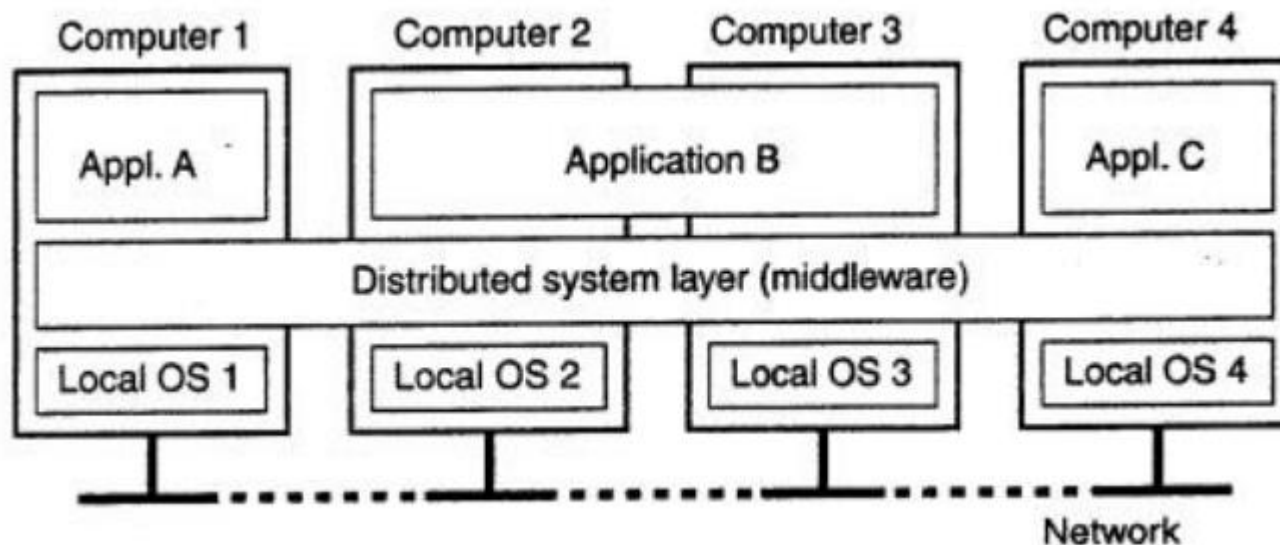 Computer 1 Computer 2 Computer 3 Computer 4
Appl. A Application B Appl. C
Distributed system layer (middleware)
Local OS 1 Local OS 2 Local OS 3 Local OS 4
Network